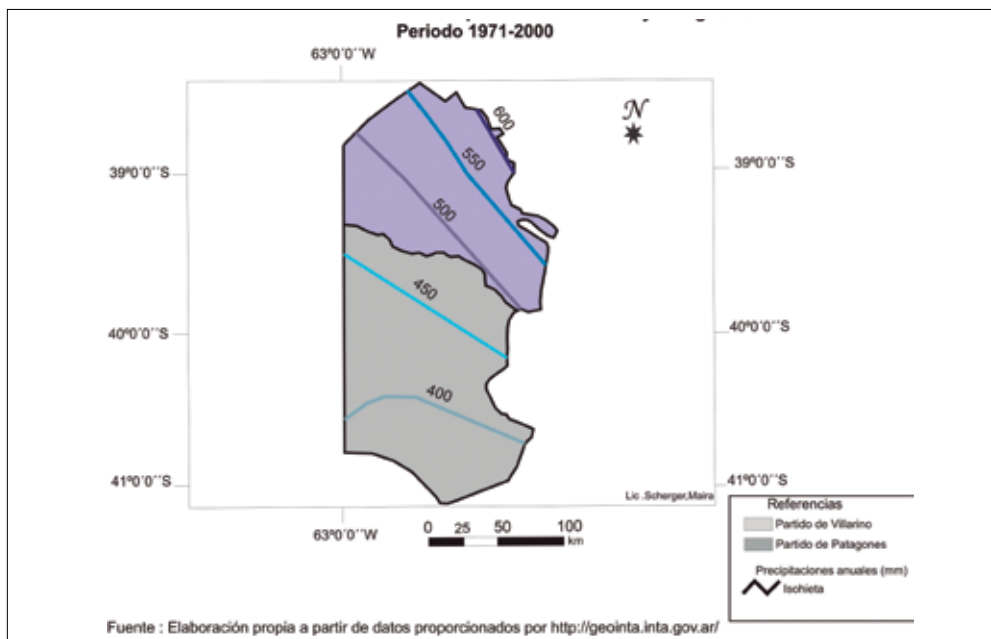 Periodo 1971-2000
63º0´0´´W
N
600
550
39º0´0´´S
39º0´0´´S
500
450
40º0´0´´S
40º0´0´´S
400
41º0´0´´S
41º0´0´´S
Lic .Scherger,Maira
63º0´0´´W
0 25 50 100
km
Referencias
Partido de Villarino
Partido de Patagones
Precipitaciones anuales (mm)
Isohieta
Fuente : Elaboración propia a partir de datos proporcionados por http://geointa.inta.gov.ar/